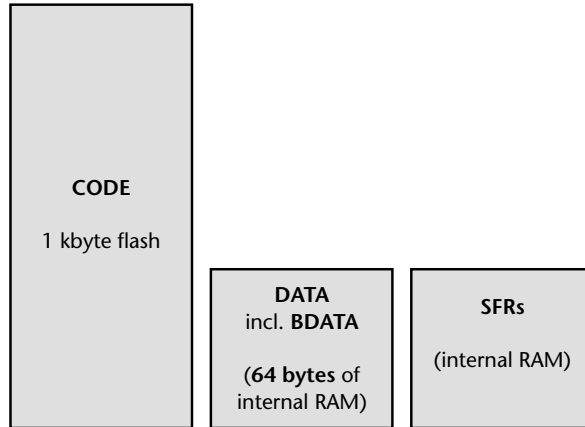 CODE
1 kbyte flash
DATA
incl. BDATA
(64 bytes of
internal RAM)
SFRs
(internal RAM)